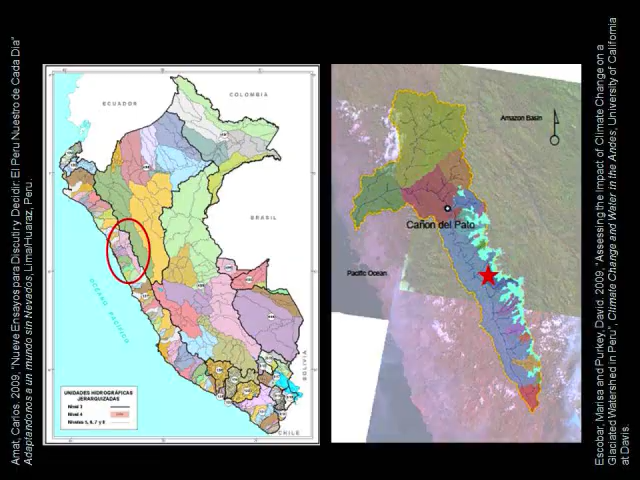 Amat, Carlos. 2009, "Nueve Ensayos para Discutir y Decidir: El Peru Nuestro de Cada Dia"
Adaptándonos a un mundo sin Nevados, Lima/Huaraz, Peru.
ECUADOR
COLOMBIA
BRASIL
OCEANO PACIFICO
BOLIVIA
CHILE
UNIDADES HIDROGRÁFICAS
JERARQUIZADAS
Nivel 3
Nivel 4
Niveles 5, 6, 7 y 8
Amazon Basin
Cañon del Pato
Pacific Ocean
Escobar, Marisa and Purkey, David. 2009, "Assessing the Impact of Climate Change on a
Glaciated Watershed in Peru", Climate Change and Water in the Andes, University of California
at Davis.